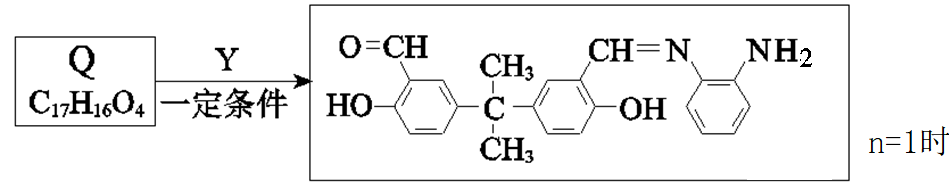 Q
C₁₇H₁₆O₄
Y
一定条件
O=CH
HO
CH₃
C
CH₃
CH=N
OH
NH₂
n=1时